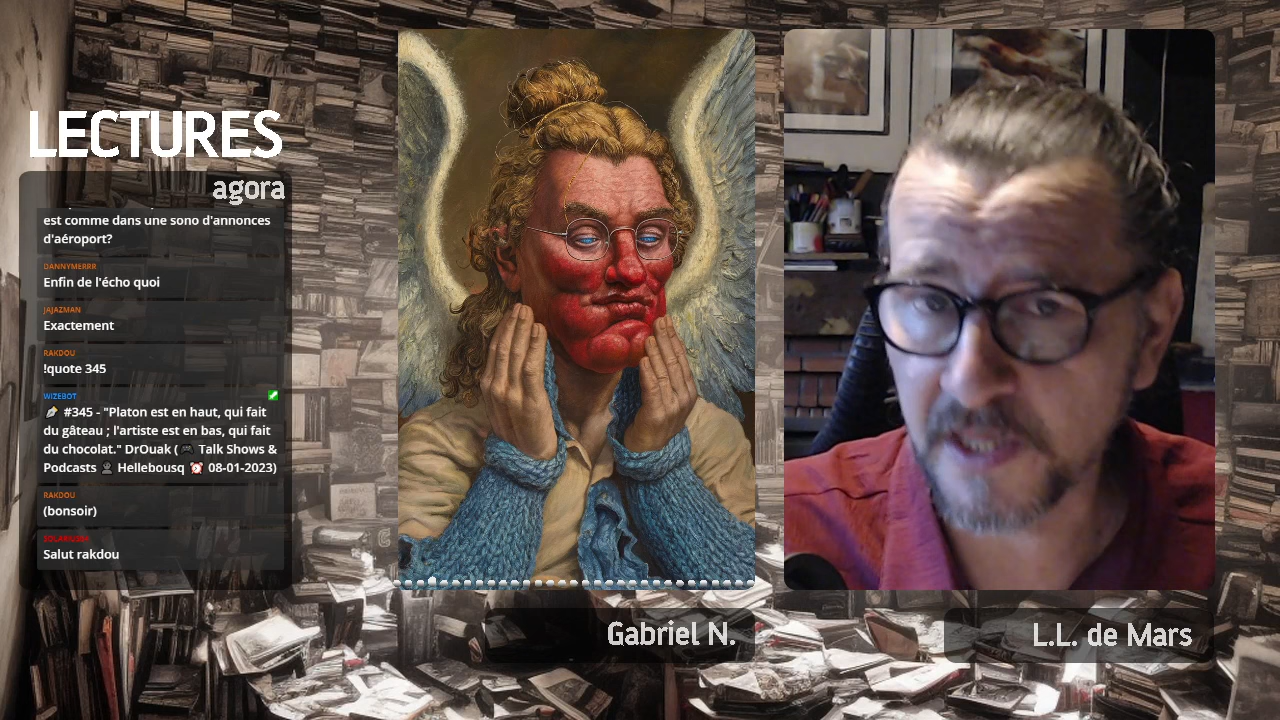 LECTURES
agora
est comme dans une sono d'annonces
d'aéroport?
DANNYMERRR
Enfin de l'écho quoi
JAJAZMAN
Exactement
RAKDOU
!quote 345
WIZEBOT
#345 - "Platon est en haut, qui fait
du gâteau ; l'artiste est en bas, qui fait
du chocolat." DrOuak ( Talk Shows &
Podcasts Hellebousq 08-01-2023)
RAKDOU
(bonsoir)
Salut rakdou
Gabriel N.
L.L. de Mars